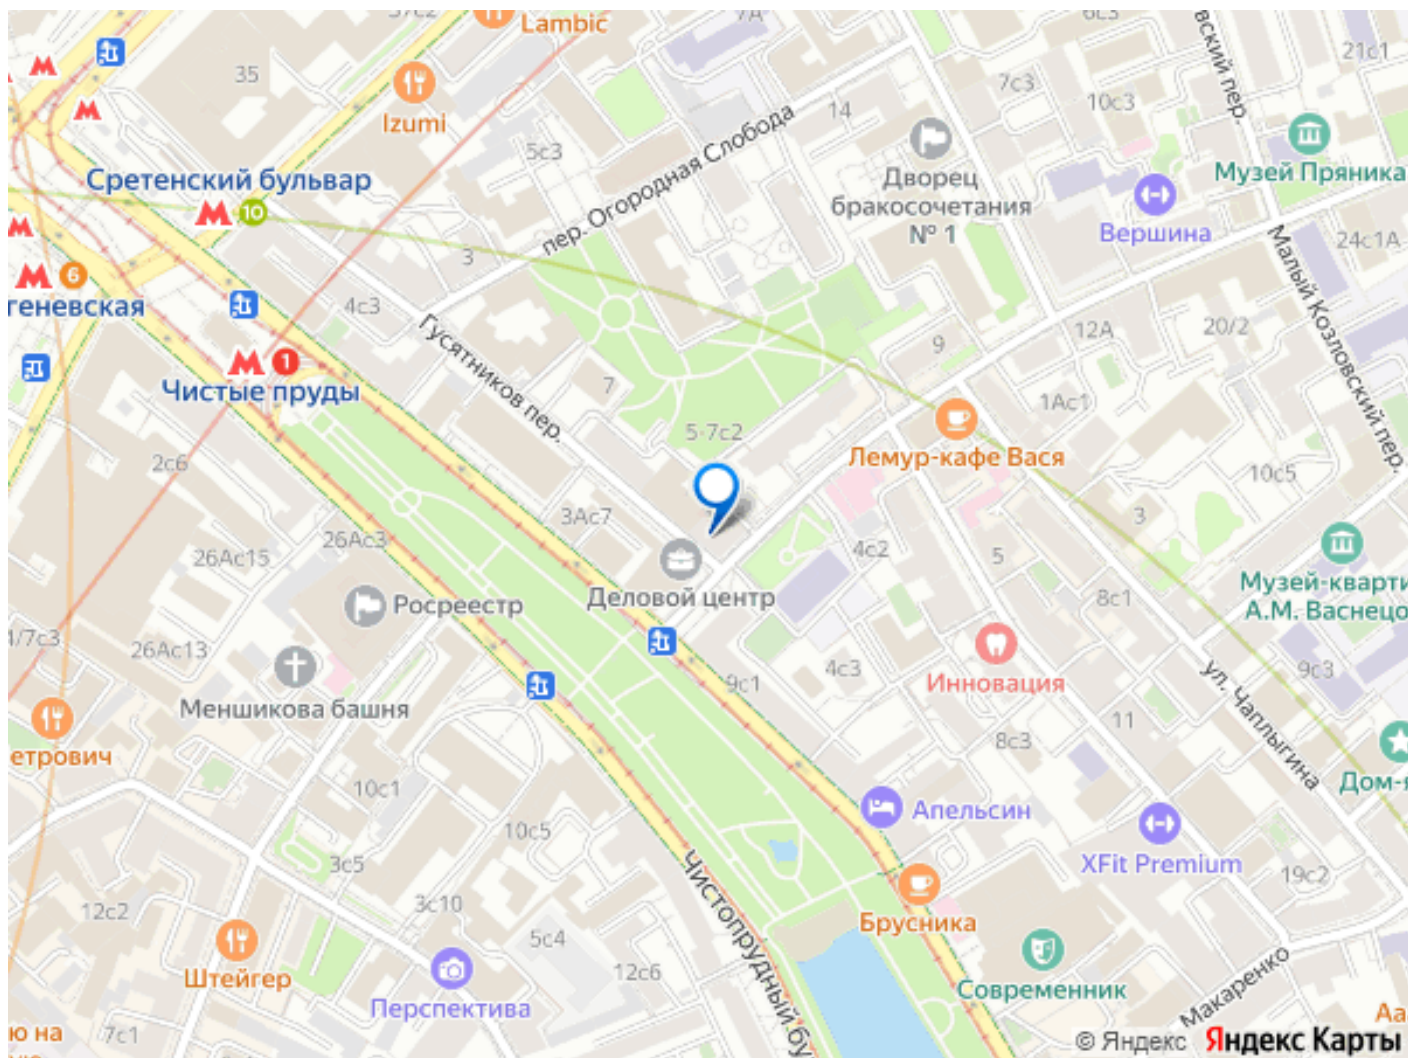 Lambic
7А
6с3
21с1
35
Izumi
14
7с3
10с3
5с3
пер. Огородная Слобода
Дворец
бракосочетания
№ 1
Музей Пряника
Вершина
Сретенский бульвар
10
3
24с1А
6
геневская
4с3
Гусятников пер.
Малый Козловский пер.
12А
20/2
9
1
Чистые пруды
7
1Ас1
5-7с2
Лемур-кафе Вася
2с6
10с5
3Ас7
3
26Ас3
26Ас15
4с2
5
Деловой центр
Росреестр
8с1
Музей-кварти
А.М. Васнецо
1/7с3
26Ас13
4с3
9с1
9с3
Инновация
ул. Чаплыгина
Меншикова башня
11
8с3
етрович
Дом-я
10с1
Апельсин
10с5
XFit Premium
3с5
19с2
12с2
3с10
Брусника
5с4
Штейгер
12с6
Чистопрудный бу
Перспектива
Современник
Макаренко
ю на
7с1
Аа
© Яндекс Яндекс Карты